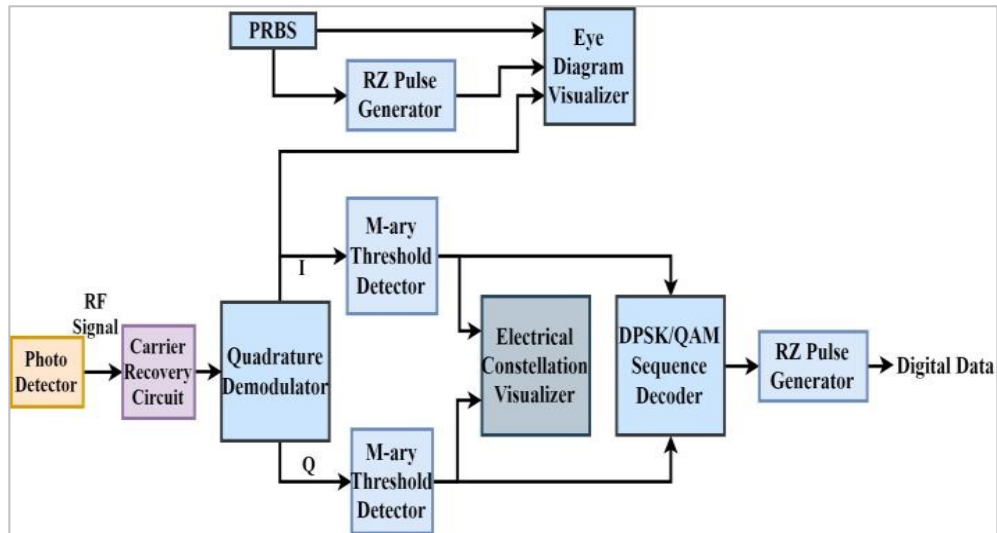 PRBS
Eye
Diagram
Visualizer
RZ Pulse
Generator
M-ary
Threshold
Detector
I
RF
Signal
Photo
Detector
Carrier
Recovery
Circuit
Quadrature
Demodulator
Electrical
Constellation
Visualizer
DPSK/QAM
Sequence
Decoder
RZ Pulse
Generator
Digital Data
Q
M-ary
Threshold
Detector